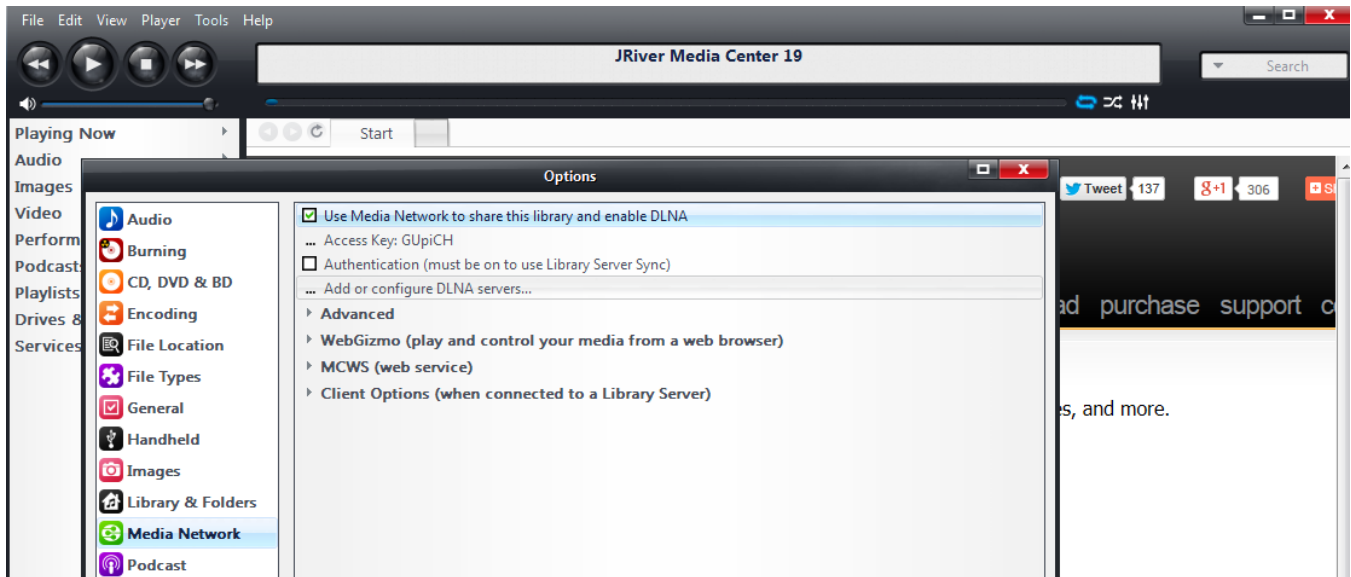 File Edit View Player Tools Help
JRiver Media Center 19
Search
Playing Now
Audio
Images
Video
Perform
Podcast
Playlists
Drives &
Services
Start
Options
Tweet 137
g+1 306
ad purchase support
es, and more.
Audio
Burning
CD, DVD & BD
Encoding
File Location
File Types
General
Handheld
Images
Library & Folders
Media Network
Podcast
Use Media Network to share this library and enable DLNA
... Access Key: GUpiCH
Authentication (must be on to use Library Server Sync)
... Add or configure DLNA servers...
Advanced
WebGizmo (play and control your media from a web browser)
MCWS (web service)
Client Options (when connected to a Library Server)